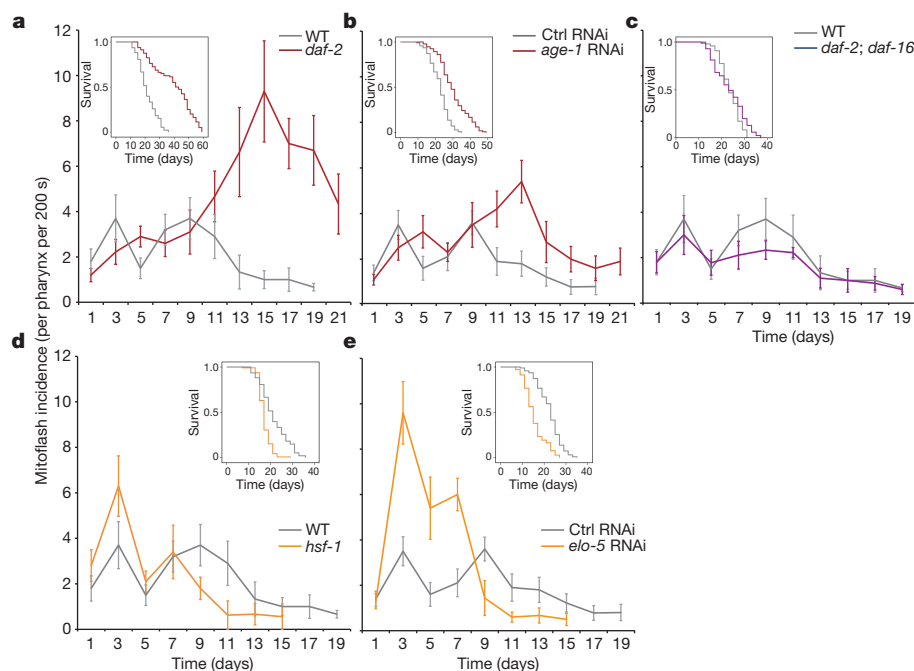 a
b
c
12
10
8
6
4
2
0
WT
daf-2
Ctrl RNAi
age-1 RNAi
WT
daf-2; daf-16
Survival
1.0
0.5
0
0 10 20 30 40 50 60
Time (days)
Survival
1.0
0.5
0
0 10 20 30 40 50
Time (days)
Survival
1.0
0.5
0
0 10 20 30 40
Time (days)
1 3 5 7 9 11 13 15 17 19 21
1 3 5 7 9 11 13 15 17 19 21
1 3 5 7 9 11 13 15 17 19
Time (days)
Mitoflash incidence (per pharynx per 200 s)
d
e
12
10
8
6
4
2
0
Survival
1.0
0.5
0
0 10 20 30 40
Time (days)
Survival
1.0
0.5
0
0 10 20 30 40
Time (days)
WT
hsf-1
Ctrl RNAi
elo-5 RNAi
1 3 5 7 9 11 13 15 17 19
Time (days)
1 3 5 7 9 11 13 15 17 19
Time (days)